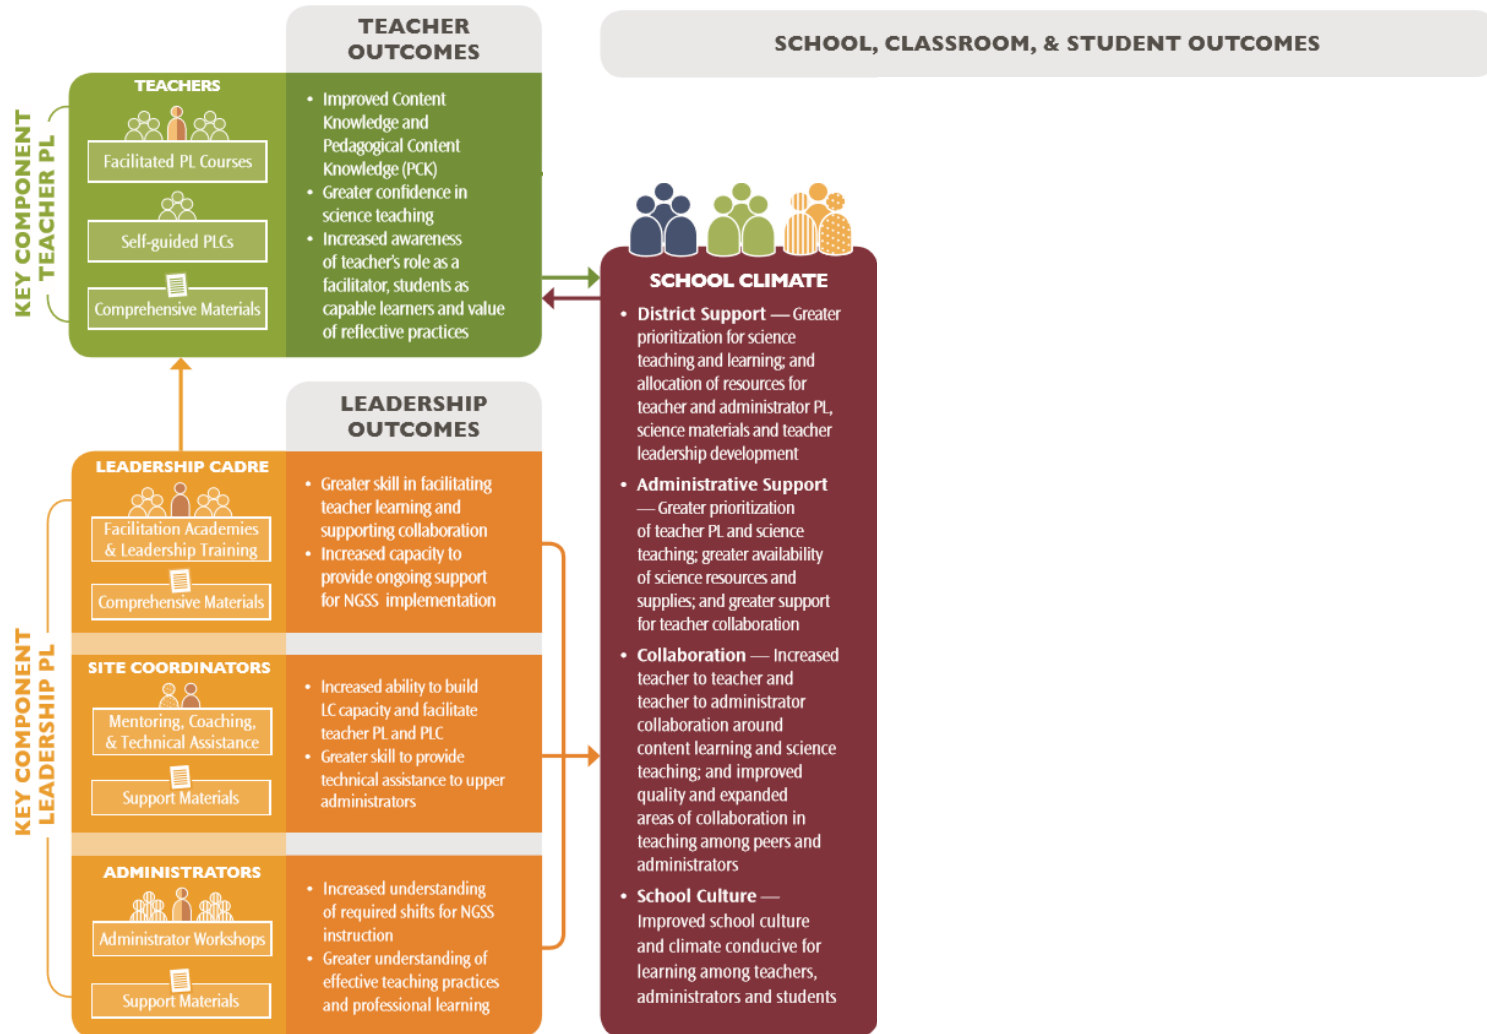 TEACHER
OUTCOMES
SCHOOL, CLASSROOM, & STUDENT OUTCOMES
KEY COMPONENT
TEACHER PL
TEACHERS
Facilitated PL Courses
Self-guided PLCs
Comprehensive Materials
• Improved Content
Knowledge and
Pedagogical Content
Knowledge (PCK)
• Greater confidence in
science teaching
• Increased awareness
of teacher's role as a
facilitator, students as
capable learners and value
of reflective practices
LEADERSHIP
OUTCOMES
KEY COMPONENT
LEADERSHIP PL
LEADERSHIP CADRE
Facilitation Academies
& Leadership Training
Comprehensive Materials
• Greater skill in facilitating
teacher learning and
supporting collaboration
• Increased capacity to
provide ongoing support
for NGSS implementation
SITE COORDINATORS
Mentoring, Coaching,
& Technical Assistance
Support Materials
• Increased ability to build
LC capacity and facilitate
teacher PL and PLC
• Greater skill to provide
technical assistance to upper
administrators
ADMINISTRATORS
Administrator Workshops
Support Materials
• Increased understanding
of required shifts for NGSS
instruction
• Greater understanding of
effective teaching practices
and professional learning
SCHOOL CLIMATE
• District Support — Greater
prioritization for science
teaching and learning; and
allocation of resources for
teacher and administrator PL,
science materials and teacher
leadership development
• Administrative Support
— Greater prioritization
of teacher PL and science
teaching; greater availability
of science resources and
supplies; and greater support
for teacher collaboration
• Collaboration — Increased
teacher to teacher and
teacher to administrator
collaboration around
content learning and science
teaching; and improved
quality and expanded
areas of collaboration in
teaching among peers and
administrators
• School Culture —
Improved school culture
and climate conducive for
learning among teachers,
administrators and students